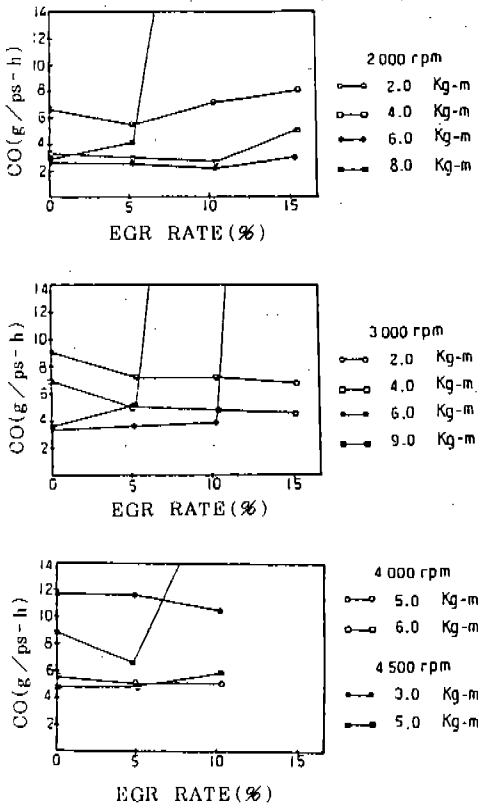 14
12
10
8
6
4
2
CO(g/ps-h)
0 5 10 15
EGR RATE(%)
2 000 rpm
2.0 Kg-m
4.0 Kg-m
6.0 Kg-m
8.0 Kg-m
14
12
10
8
6
4
2
CO(g/ps-h)
0 5 10 15
EGR RATE(%)
3 000 rpm
2.0 Kg-m
4.0 Kg-m
6.0 Kg-m
9.0 Kg-m
14
12
10
8
6
4
2
CO(g/ps-h)
0 5 10 15
EGR RATE(%)
4 000 rpm
5.0 Kg-m
6.0 Kg-m
4 500 rpm
3.0 Kg-m
5.0 Kg-m